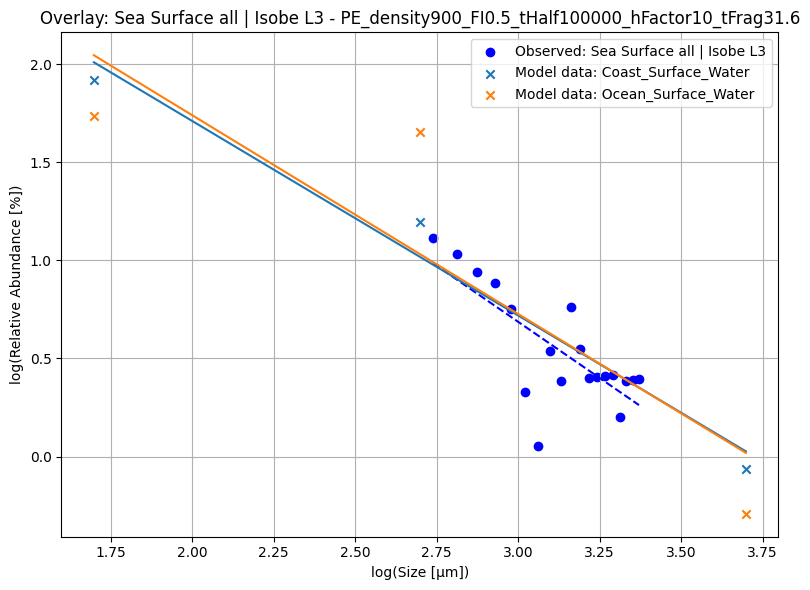 Overlay: Sea Surface all | Isobe L3 - PE_density900_FI0.5_tHalf100000_hFactor10_tFrag31.6
Observed: Sea Surface all | Isobe L3
Model data: Coast_Surface_Water
Model data: Ocean_Surface_Water
log(Relative Abundance [%])
2.0
1.5
1.0
0.5
0.0
1.75 2.00 2.25 2.50 2.75 3.00 3.25 3.50 3.75
log(Size [µm])